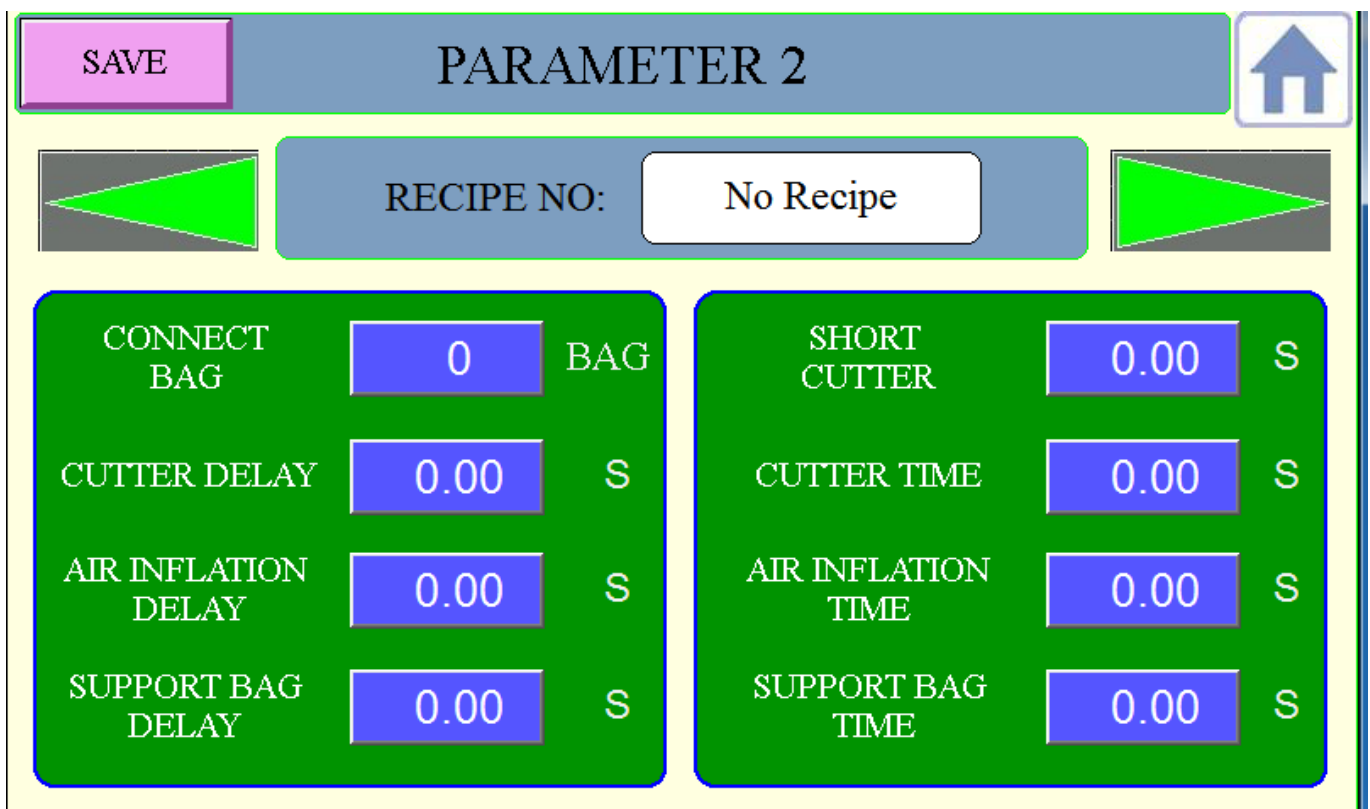 SAVE
PARAMETER 2
RECIPE NO: No Recipe
CONNECT
BAG
0 BAG
SHORT
CUTTER
0.00 S
CUTTER DELAY 0.00 S
CUTTER TIME 0.00 S
AIR INFLATION
DELAY
0.00 S
AIR INFLATION
TIME
0.00 S
SUPPORT BAG
DELAY
0.00 S
SUPPORT BAG
TIME
0.00 S